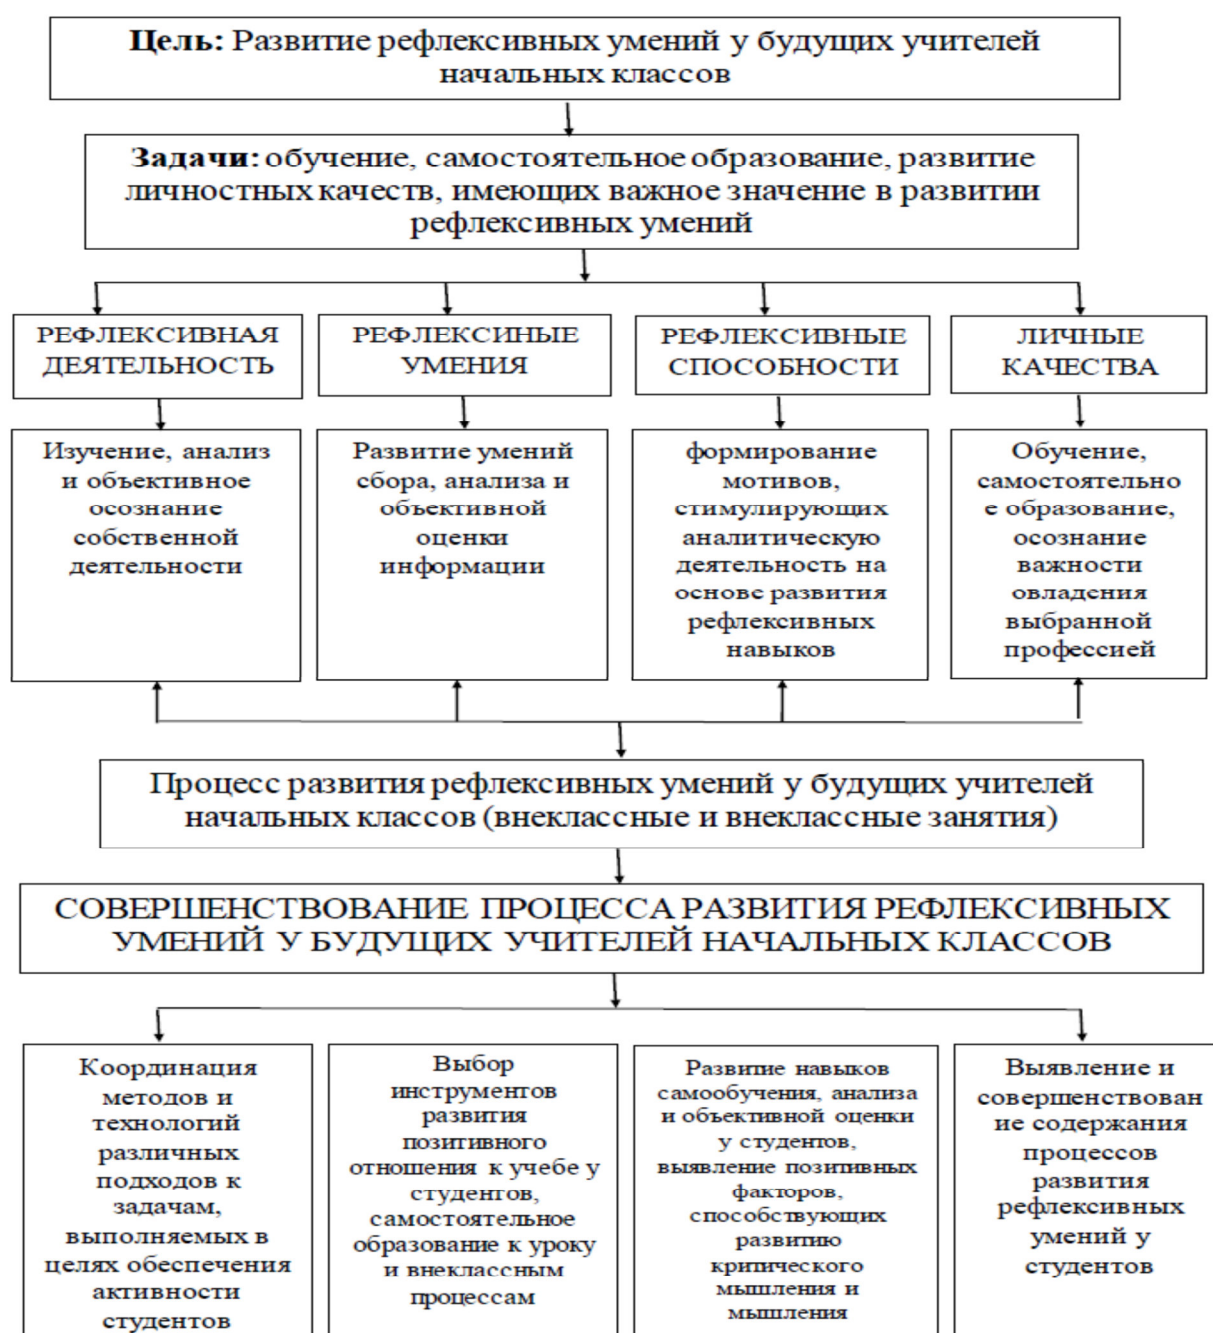 Цель: Развитие рефлексивных умений у будущих учителей
начальных классов
Задачи: обучение, самостоятельное образование, развитие
личностных качеств, имеющих важное значение в развитии
рефлексивных умений
РЕФЛЕКСИВНАЯ
ДЕЯТЕЛЬНОСТЬ
РЕФЛЕКСИНЫЕ
УМЕНИЯ
РЕФЛЕКСИВНЫЕ
СПОСОБНОСТИ
ЛИЧНЫЕ
КАЧЕСТВА
Изучение, анализ
и объективное
осознание
собственной
деятельности
Развитие умений
сбора, анализа и
объективной
оценки
информации
формирование
мотивов,
стимулирующих
аналитическую
деятельность на
основе развития
рефлексивных
навыков
Обучение,
самостоятельно
е образование,
осознание
важности
овладения
выбранной
профессией
Процесс развития рефлексивных умений у будущих учителей
начальных классов (внеклассные и внеклассные занятия)
СОВЕРШЕНСТВОВАНИЕ ПРОЦЕССА РАЗВИТИЯ РЕФЛЕКСИВНЫХ
УМЕНИЙ У БУДУЩИХ УЧИТЕЛЕЙ НАЧАЛЬНЫХ КЛАССОВ
Координация
методов и
технологий
различных
подходов к
задачам,
выполняемых в
целях обеспечения
активности
студентов
Выбор
инструментов
развития
позитивного
отношения к учебе у
студентов,
самостоятельное
образование к уроку
и внеклассным
процессам
Развитие навыков
самообучения, анализа
и объективной оценки
у студентов,
выявление позитивных
факторов,
способствующих
развитию
критического
мышления и
мышления
Выявление и
совершенствован
ие содержания
процессов
развития
рефлексивных
умений у
студентов